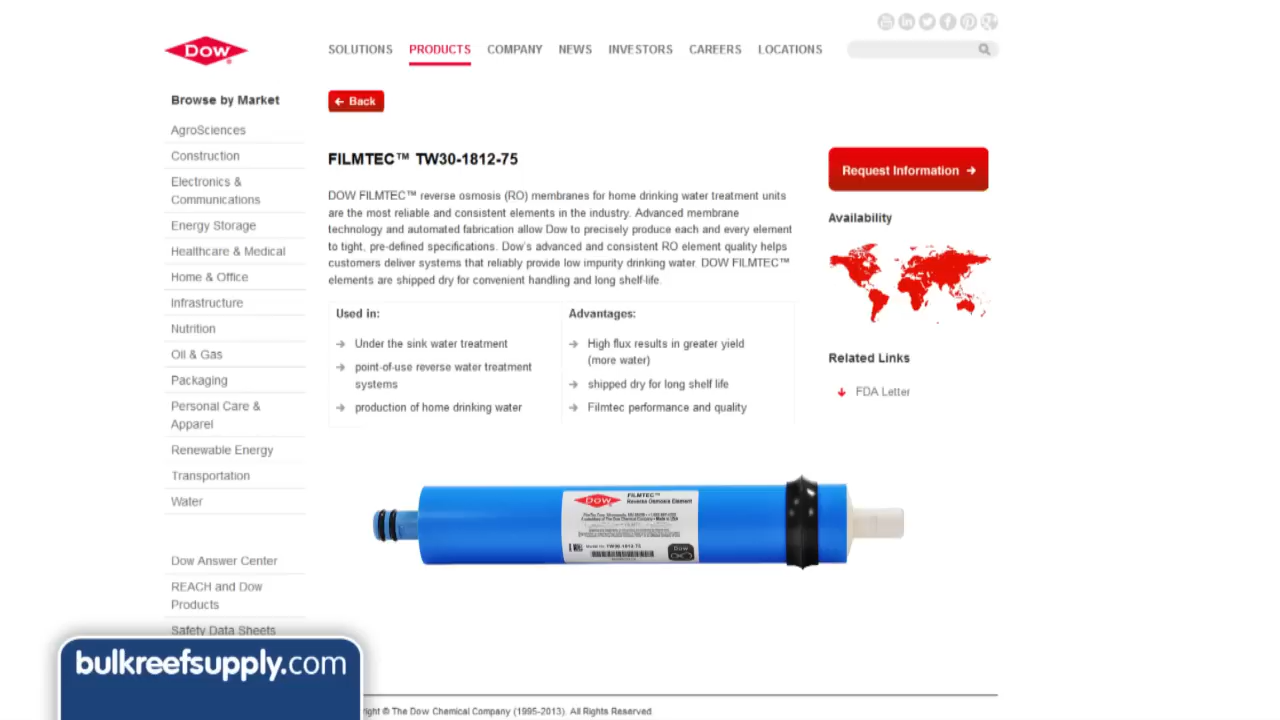 Dow
SOLUTIONS
PRODUCTS
COMPANY
NEWS
INVESTORS
CAREERS
LOCATIONS
Browse by Market
AgroSciences
Construction
Electronics &
Communications
Energy Storage
Healthcare & Medical
Home & Office
Infrastructure
Nutrition
Oil & Gas
Packaging
Personal Care &
Apparel
Renewable Energy
Transportation
Water
Dow Answer Center
REACH and Dow
Products
Safety Data Sheets
Back
FILMTEC™ TW30-1812-75
DOW FILMTEC™ reverse osmosis (RO) membranes for home drinking water treatment units
are the most reliable and consistent elements in the industry. Advanced membrane
technology and automated fabrication allow Dow to precisely produce each and every element
to tight, pre-defined specifications. Dow's advanced and consistent RO element quality helps
customers deliver systems that reliably provide low impurity drinking water. DOW FILMTEC™
elements are shipped dry for convenient handling and long shelf-life.
Used in:
Under the sink water treatment
point-of-use reverse water treatment
systems
production of home drinking water
Advantages:
High flux results in greater yield
(more water)
shipped dry for long shelf life
Filmtec performance and quality
Request Information
Availability
Related Links
FDA Letter
Dow
FILMTEC™
Reverse Osmosis Element
TW30-1812-75
Dow
bulkreefsupply.com
© The Dow Chemical Company (1995-2013). All Rights Reserved.